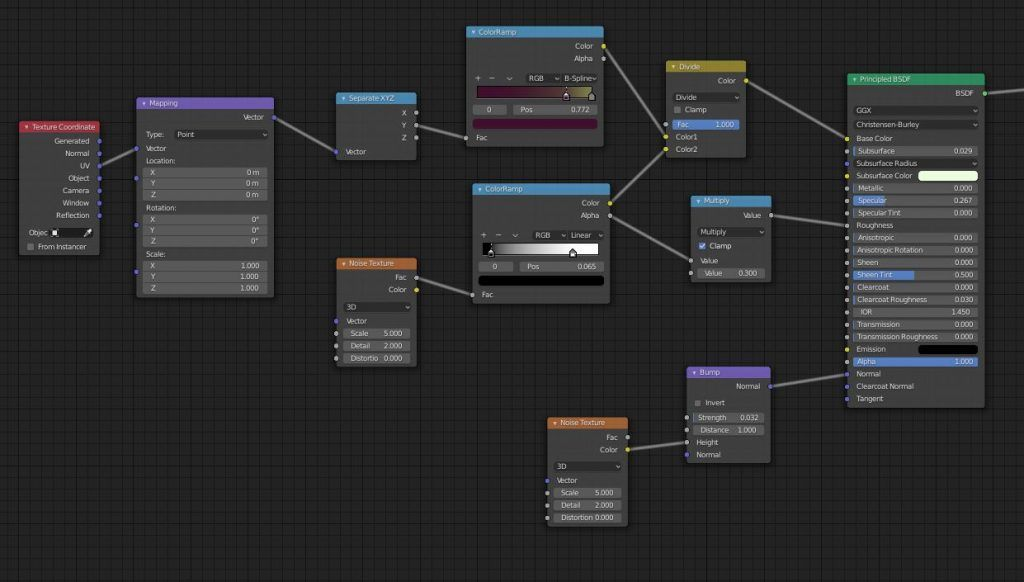 Texture Coordinate
Generated
Normal
UV
Object
Camera
Window
Reflection
Objec
From Instancer
Mapping
Vector
Type: Point
Vector
Location:
X 0 m
Y 0 m
Z 0 m
Rotation:
X 0°
Y 0°
Z 0°
Scale:
X 1.000
Y 1.000
Z 1.000
Separate XYZ
X
Y
Z
Vector
ColorRamp
Color
Alpha
+ − RGB B-Spline
0 Pos 0.772
Fac
ColorRamp
Color
Alpha
+ − RGB Linear
0 Pos 0.065
Fac
Noise Texture
Fac
Color
3D
Vector
Scale 5.000
Detail 2.000
Distortio 0.000
Divide
Color
Divide
Clamp
Fac 1.000
Color1
Color2
Multiply
Value
Multiply
Clamp
Value
Value 0.300
Noise Texture
Fac
Color
3D
Vector
Scale 5.000
Detail 2.000
Distortion 0.000
Bump
Normal
Invert
Strength 0.032
Distance 1.000
Height
Normal
Principled BSDF
BSDF
GGX
Christensen-Burley
Base Color
Subsurface 0.029
Subsurface Radius
Subsurface Color
Metallic 0.000
Specular 0.267
Specular Tint 0.000
Roughness
Anisotropic 0.000
Anisotropic Rotation 0.000
Sheen 0.000
Sheen Tint 0.500
Clearcoat 0.000
Clearcoat Roughness 0.030
IOR 1.450
Transmission 0.000
Transmission Roughness 0.000
Emission
Alpha 1.000
Normal
Clearcoat Normal
Tangent